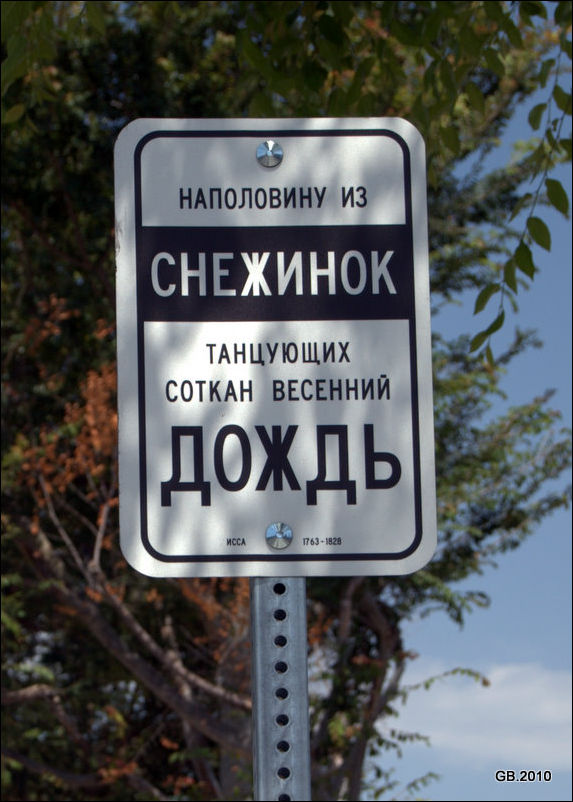 НАПОЛОВИНУ ИЗ
СНЕЖИНОК
ТАНЦУЮЩИХ
СОТКАН ВЕСЕННИЙ
ДОЖДЬ
ИССА 1763-1828
GB.2010